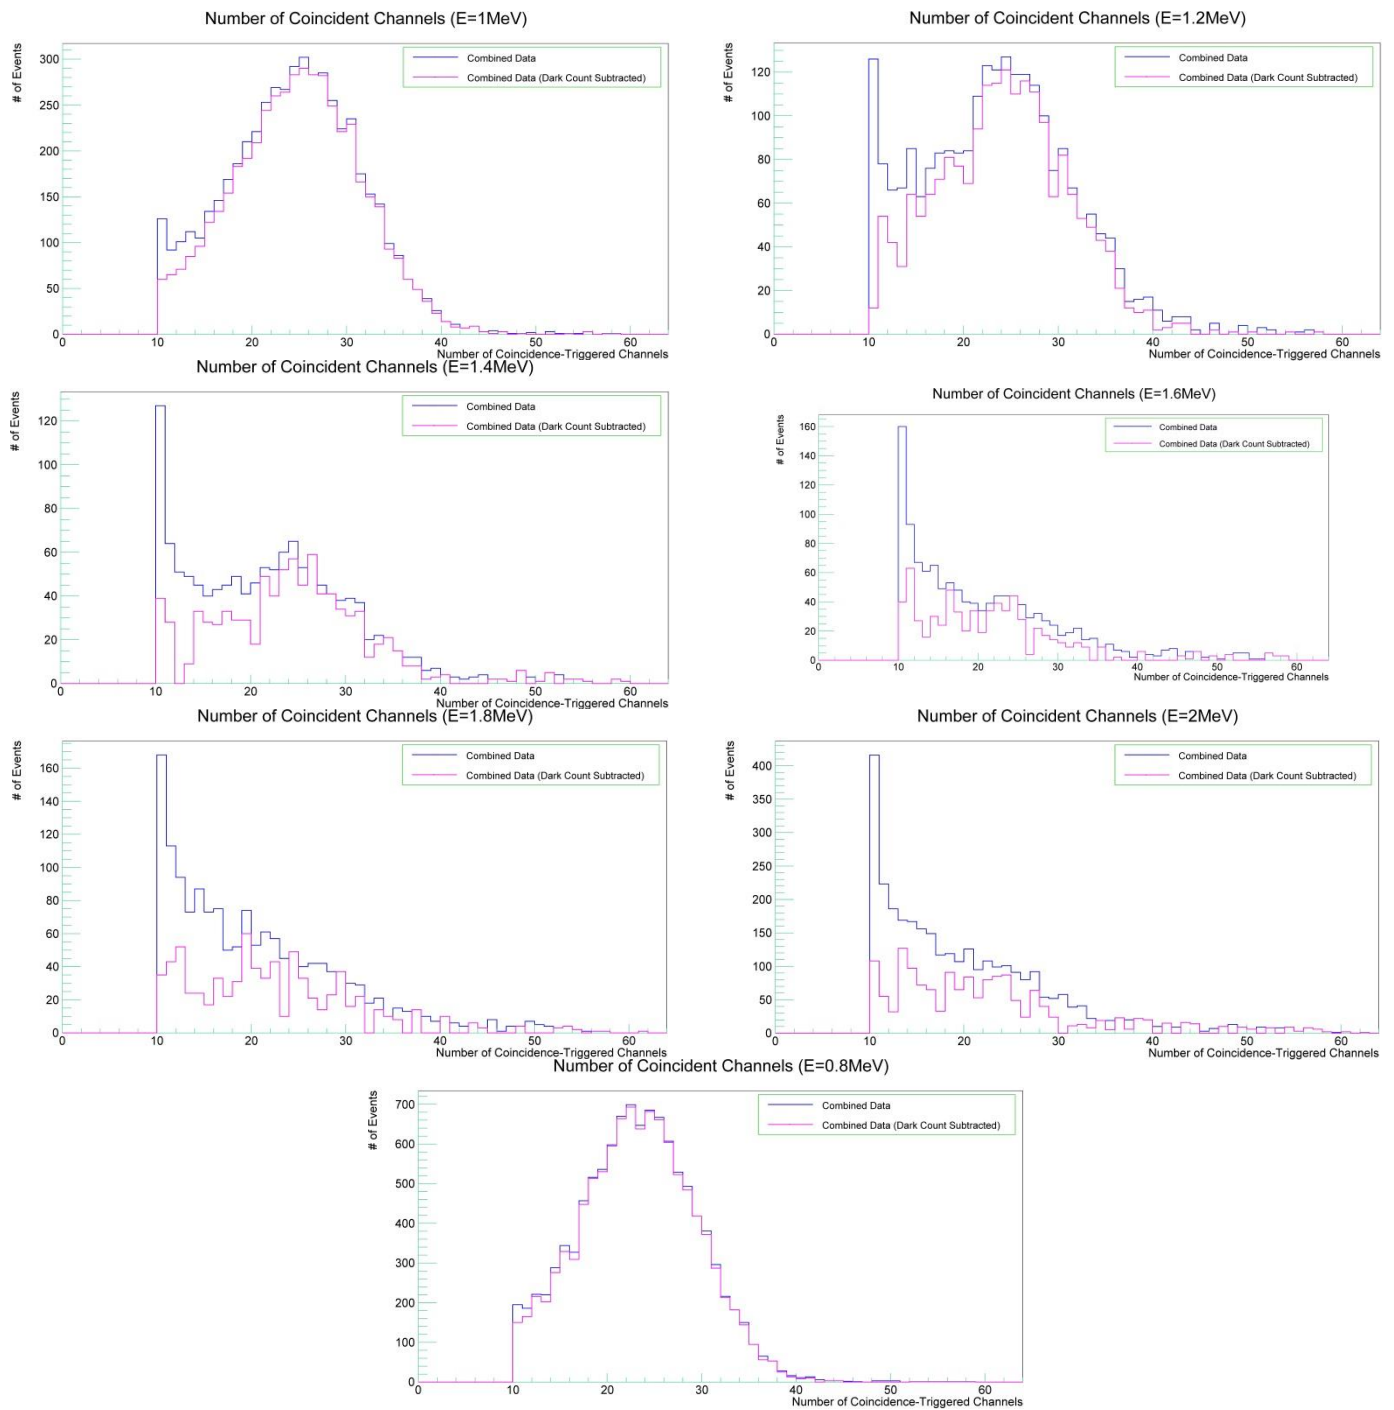 Number of Coincident Channels (E=1MeV)
# of Events
Combined Data
Combined Data (Dark Count Subtracted)
300
250
200
150
100
50
0
0 10 20 30 40 50 60
Number of Coincidence-Triggered Channels
Number of Coincident Channels (E=1.2MeV)
# of Events
Combined Data
Combined Data (Dark Count Subtracted)
120
100
80
60
40
20
0
0 10 20 30 40 50 60
Number of Coincidence-Triggered Channels
Number of Coincident Channels (E=1.4MeV)
# of Events
Combined Data
Combined Data (Dark Count Subtracted)
120
100
80
60
40
20
0
0 10 20 30 40 50 60
Number of Coincidence-Triggered Channels
Number of Coincident Channels (E=1.6MeV)
# of Events
Combined Data
Combined Data (Dark Count Subtracted)
160
140
120
100
80
60
40
20
0
0 10 20 30 40 50 60
Number of Coincidence-Triggered Channels
Number of Coincident Channels (E=1.8MeV)
# of Events
Combined Data
Combined Data (Dark Count Subtracted)
160
140
120
100
80
60
40
20
0
0 10 20 30 40 50 60
Number of Coincidence-Triggered Channels
Number of Coincident Channels (E=2MeV)
# of Events
Combined Data
Combined Data (Dark Count Subtracted)
400
350
300
250
200
150
100
50
0
0 10 20 30 40 50 60
Number of Coincidence-Triggered Channels
Number of Coincident Channels (E=0.8MeV)
# of Events
Combined Data
Combined Data (Dark Count Subtracted)
700
600
500
400
300
200
100
0
0 10 20 30 40 50 60
Number of Coincidence-Triggered Channels